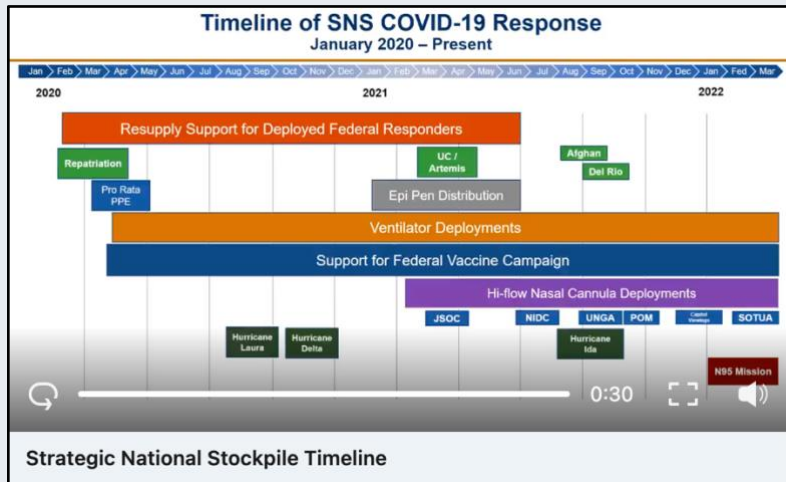 Timeline of SNS COVID-19 Response
January 2020 – Present
Jan Feb Mar Apr May Jun Jul Aug Sep Oct Nov Dec Jan Feb Mar Apr May Jun Jul Aug Sep Oct Nov Dec Jan Fed Mar
2020 2021 2022
Resupply Support for Deployed Federal Responders
Repatriation
UC /
Artemis
Afghan
Del Rio
Pro Rata
PPE
Epi Pen Distribution
Ventilator Deployments
Support for Federal Vaccine Campaign
Hi-flow Nasal Cannula Deployments
JSOC NIDC UNGA POM Capitol SOTUA
Hurricane
Laura
Hurricane
Delta
Hurricane
Ida
N95 Mission
0:30
Strategic National Stockpile Timeline